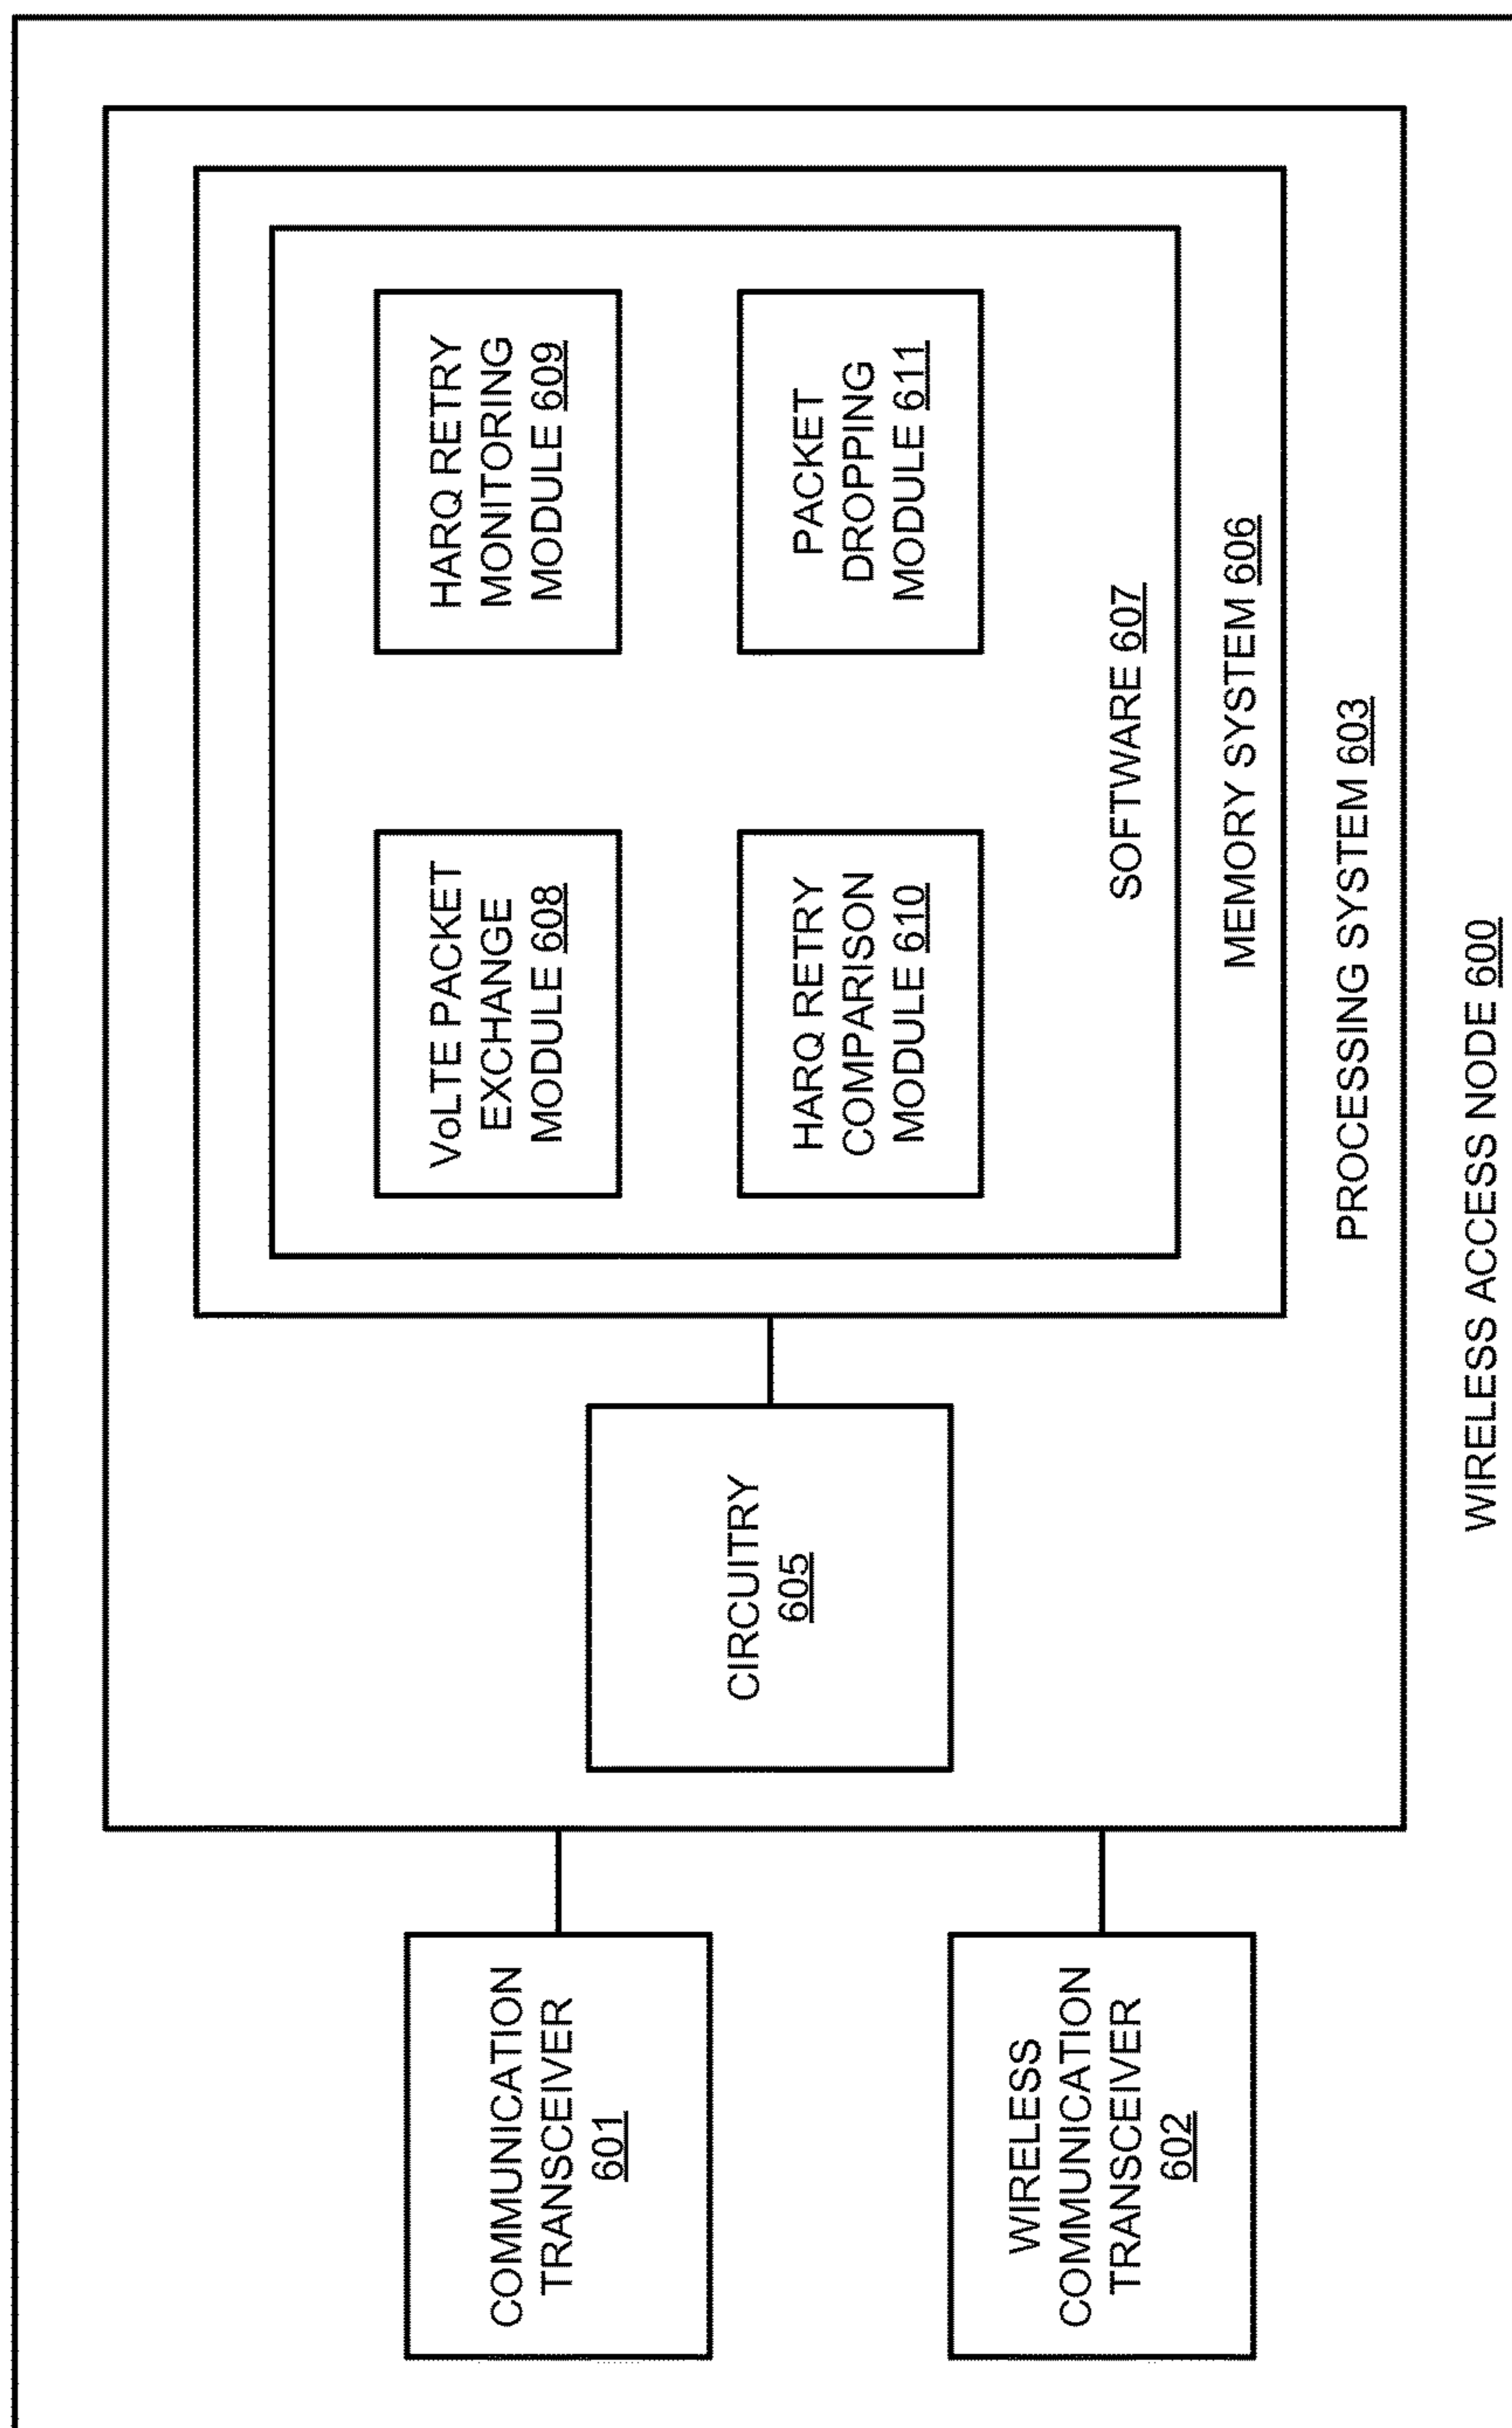 COMMUNICATION
TRANSCEIVER
601
WIRELESS
COMMUNICATION
TRANSCEIVER
602
CIRCUITRY
605
VoLTE PACKET
EXCHANGE
MODULE 608
HARQ RETRY
MONITORING
MODULE 609
HARQ RETRY
COMPARISON
MODULE 610
PACKET
DROPPING
MODULE 611
SOFTWARE 607
MEMORY SYSTEM 606
PROCESSING SYSTEM 603
WIRELESS ACCESS NODE 600